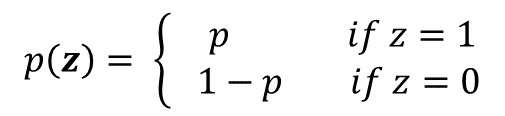 p(z) = { p if z = 1
1 − p if z = 0